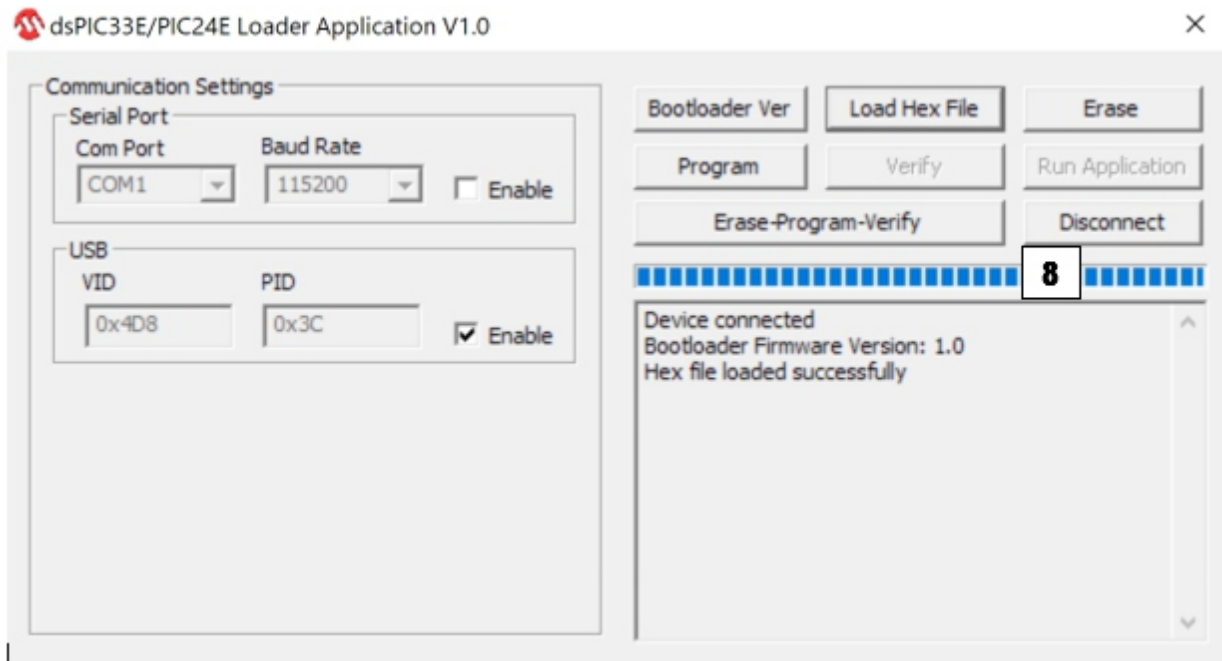 dsPIC33E/PIC24E Loader Application V1.0
Communication Settings
Serial Port
Com Port Baud Rate
COM1 115200 Enable
USB
VID PID
0x4D8 0x3C Enable
Bootloader Ver Load Hex File Erase
Program Verify Run Application
Erase-Program-Verify Disconnect
8
Device connected
Bootloader Firmware Version: 1.0
Hex file loaded successfully